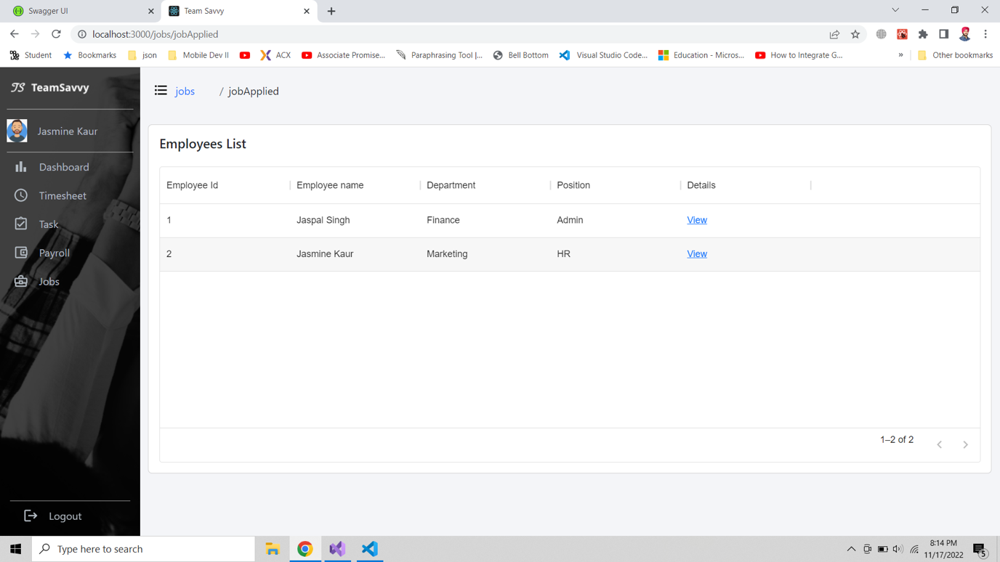 Swagger UI
Team Savvy
localhost:3000/jobs/jobApplied
Student
Bookmarks
json
Mobile Dev II
ACX
Associate Promise...
Paraphrasing Tool |...
Bell Bottom
Visual Studio Code...
Education - Micros...
How to Integrate G...
»
Other bookmarks
TS TeamSavvy
Jasmine Kaur
Dashboard
Timesheet
Task
Payroll
Jobs
Logout
jobs / jobApplied
Employees List
Employee Id Employee name Department Position Details
1 Jaspal Singh Finance Admin View
2 Jasmine Kaur Marketing HR View
1–2 of 2
Type here to search
8:14 PM
11/17/2022
5